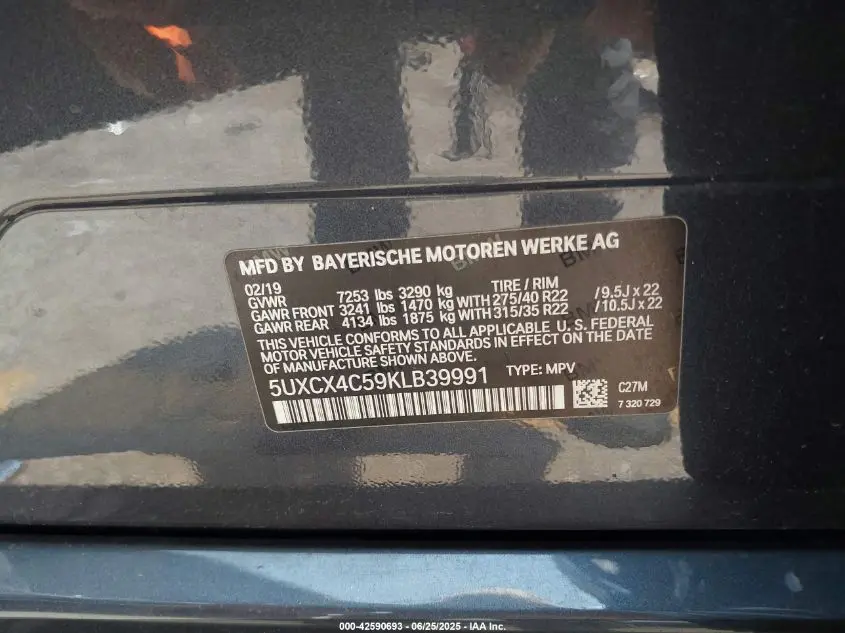 MFD BY BAYERISCHE MOTOREN WERKE AG
02/19 TIRE / RIM
GVWR 7253 lbs 3290 kg
GAWR FRONT 3241 lbs 1470 kg WITH 275/40 R22 /9.5J x 22
GAWR REAR 4134 lbs 1875 kg WITH 315/35 R22 /10.5J x 22
THIS VEHICLE CONFORMS TO ALL APPLICABLE U.S. FEDERAL
MOTOR VEHICLE SAFETY STANDARDS IN EFFECT ON THE DATE
OF MANUFACTURE SHOWN ABOVE.
5UXCX4C59KLB39991 TYPE: MPV
C27M
7 320 729
000-42590693 - 06/25/2025 - IAA Inc.